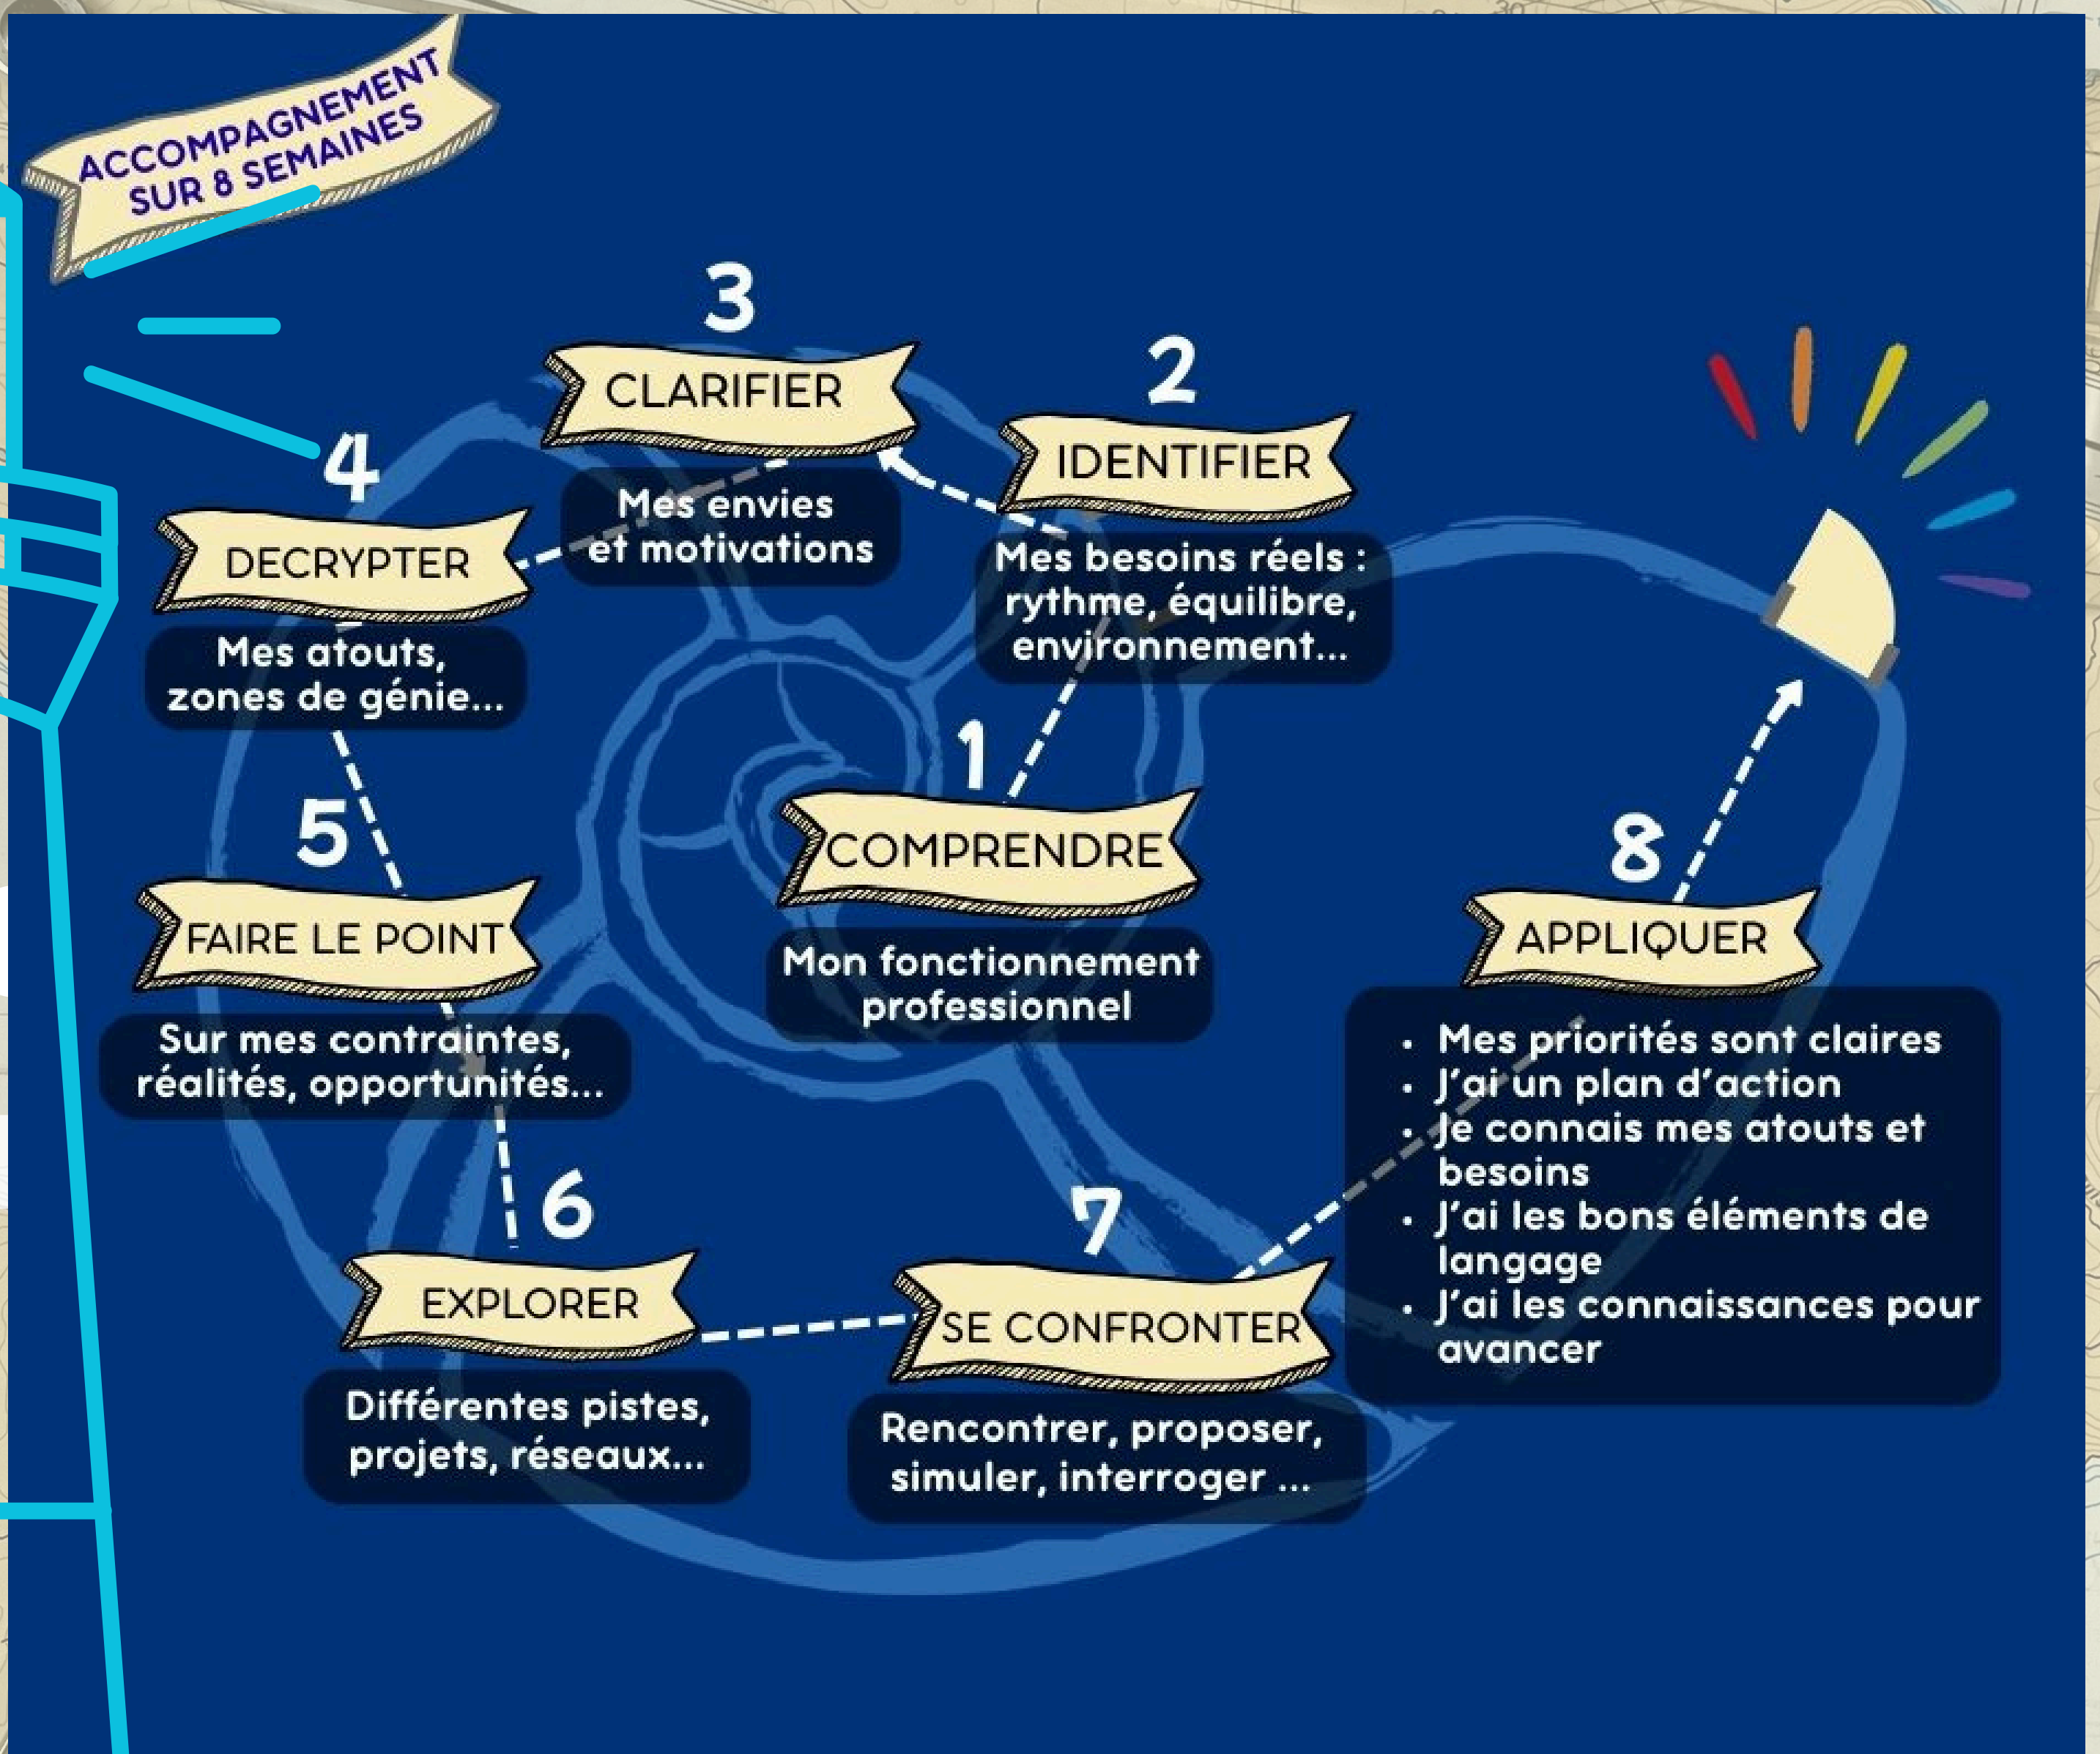 ACCOMPAGNEMENT
SUR 8 SEMAINES
1
COMPRENDRE
Mon fonctionnement
professionnel
2
IDENTIFIER
Mes besoins réels :
rythme, équilibre,
environnement...
3
CLARIFIER
Mes envies
et motivations
4
DECRYPTER
Mes atouts,
zones de génie...
5
FAIRE LE POINT
Sur mes contraintes,
réalités, opportunités...
6
EXPLORER
Différentes pistes,
projets, réseaux...
7
SE CONFRONTER
Rencontrer, proposer,
simuler, interroger ...
8
APPLIQUER
• Mes priorités sont claires
• J'ai un plan d'action
• Je connais mes atouts et
besoins
• J'ai les bons éléments de
langage
• J'ai les connaissances pour
avancer